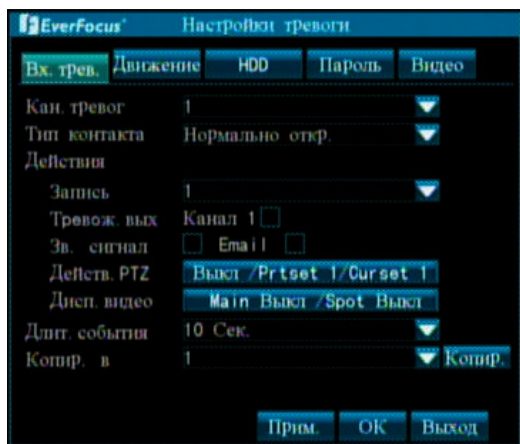 EverFocus Настройки тревоги
Вх. трев. Движение HDD Пароль Видео
Кан. тревог 1
Тип контакта Нормально откр.
Действия
Запись 1
Тревож. вых Канал 1
Зв. сигнал Email
Действ. PTZ Выкл /Prtset 1/Curset 1
Дисп. видео Main Выкл /Spot Выкл
Длит. события 10 Сек.
Копир. в 1 Копир.
Прим. OK Выход